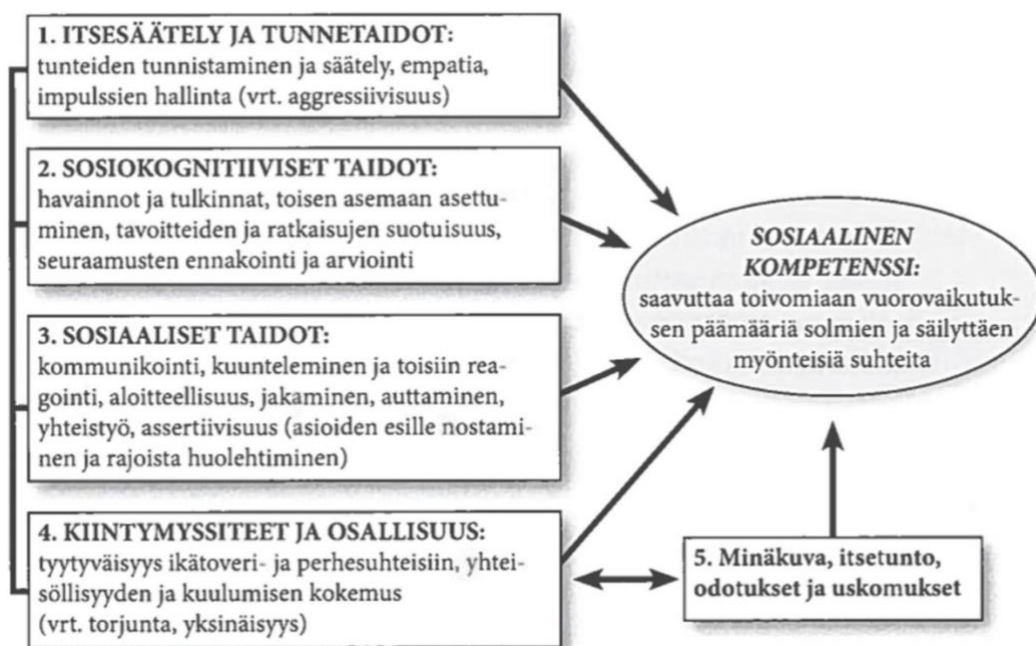 1. ITSESÄÄTELY JA TUNNETAIDOT:
tunteiden tunnistaminen ja säätely, empatia,
impulssien hallinta (vrt. aggressiivisuus)
2. SOSIOKOGNITIIVISET TAIDOT:
havainnot ja tulkinnat, toisen asemaan asettu-
minen, tavoitteiden ja ratkaisujen suotuisuus,
seuraamusten ennakointi ja arviointi
3. SOSIAALISET TAIDOT:
kommunikointi, kuunteleminen ja toisiin rea-
gointi, aloitteellisuus, jakaminen, auttaminen,
yhteistyö, assertiivisuus (asioiden esille nostami-
nen ja rajoista huolehtiminen)
4. KIINTYMYSSITEET JA OSALLISUUS:
tyytyväisyys ikätoveri- ja perhesuhteisiin, yhtei-
söllisyyden ja kuulumisen kokemus
(vrt. torjunta, yksinäisyys)
SOSIAALINEN
KOMPETENSSI:
saavuttaa toivomiaan vuorovaikutuk-
sen päämääriä solmien ja säilyttäen
myönteisiä suhteita
5. Minäkuva, itsetunto,
odotukset ja uskomukset